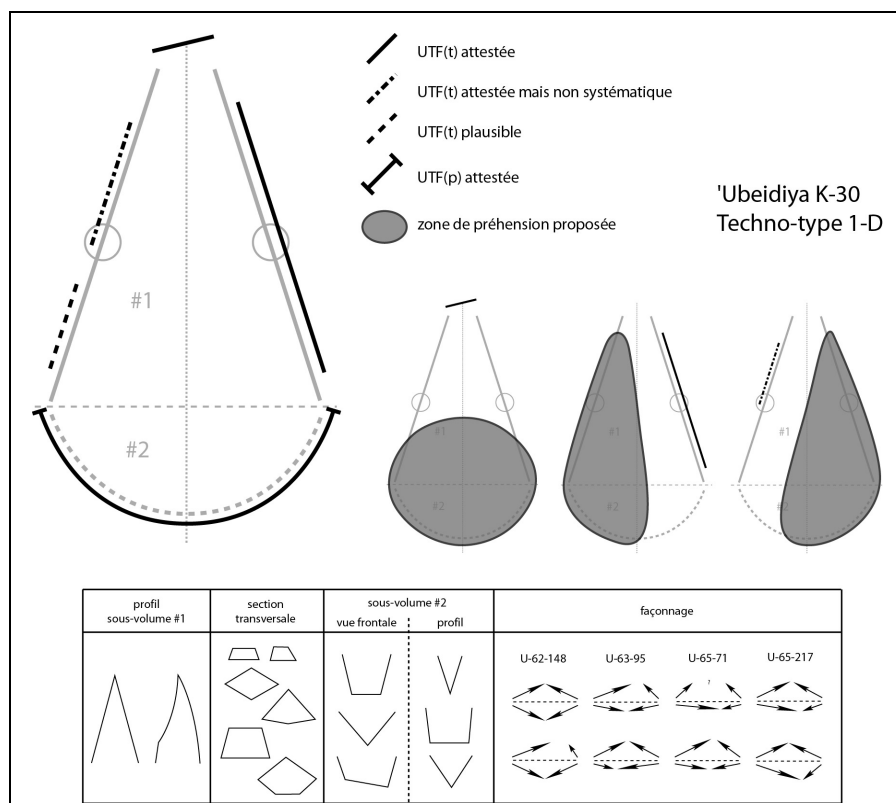 UTF(t) attestée
UTF(t) attestée mais non systématique
UTF(t) plausible
UTF(p) attestée
zone de préhension proposée
'Ubeidiya K-30
Techno-type 1-D
#1
#2
#1
#2
#1
#2
#1
#2
profil
sous-volume #1
section
transversale
sous-volume #2
vue frontale
profil
façonnage
U-62-148
U-63-95
U-65-71
U-65-217
?